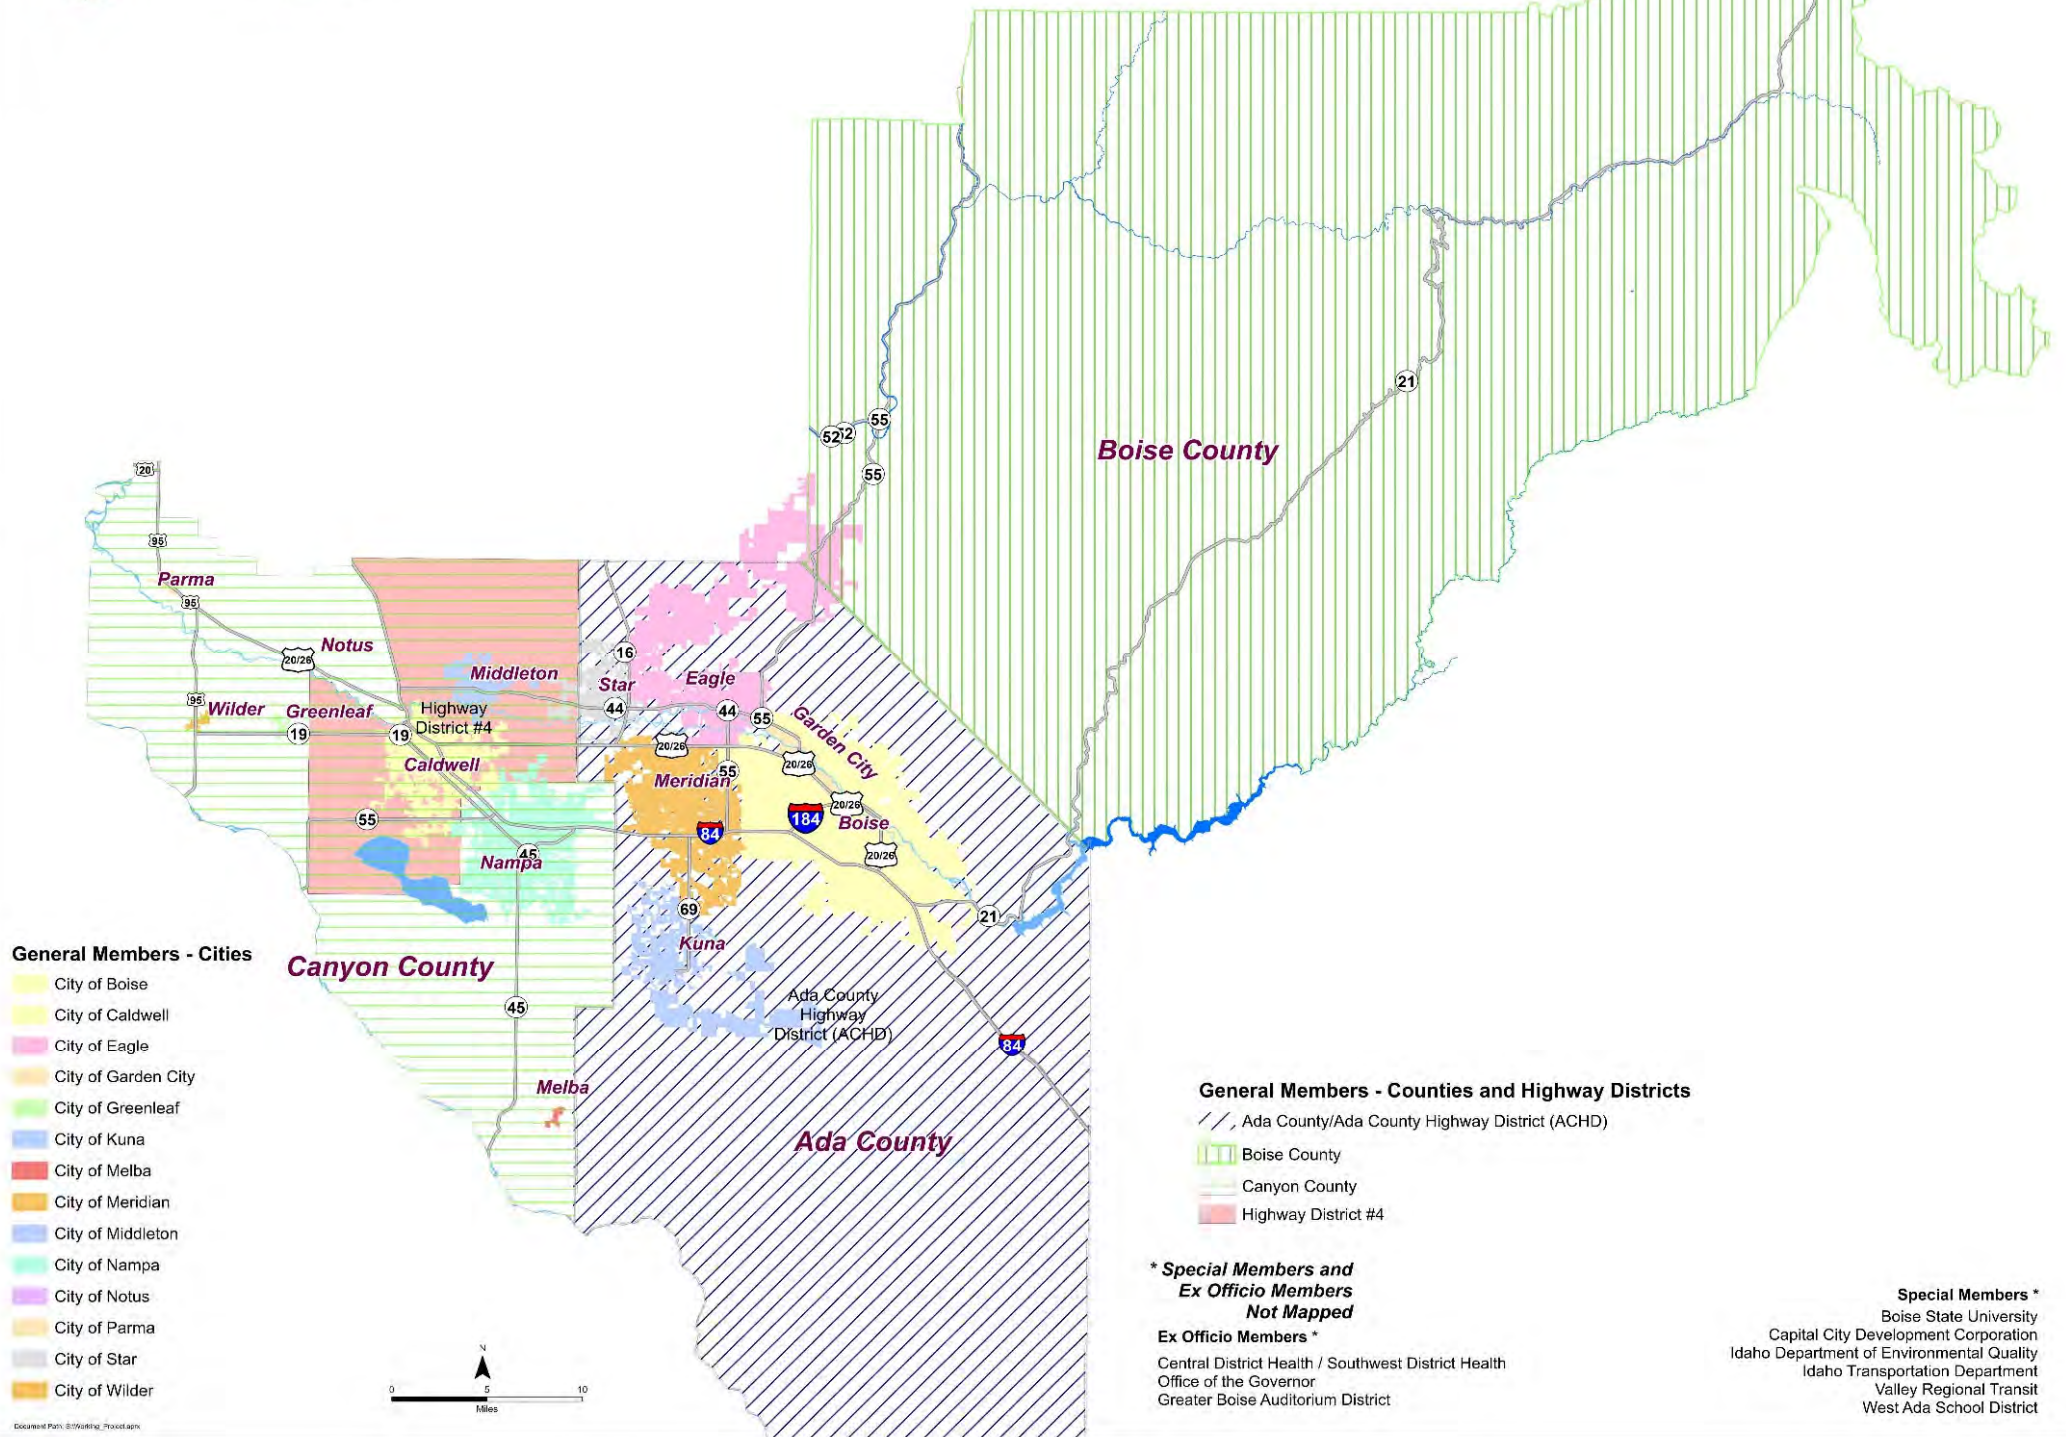 52
52
55
55
21
Boise County
20
95
Parma
95
Notus
20/26
Middleton
16
Star
Eagle
95
Wilder
Greenleaf
Highway
District #4
44
44
55
Garden City
19
19
20/26
20/26
Caldwell
Meridian
55
20/26
55
84
184
Boise
45
Nampa
20/26
69
21
Kuna
Canyon County
45
Ada County
Highway
District (ACHD)
84
Melba
Ada County
General Members - Cities
City of Boise
City of Caldwell
City of Eagle
City of Garden City
City of Greenleaf
City of Kuna
City of Melba
City of Meridian
City of Middleton
City of Nampa
City of Notus
City of Parma
City of Star
City of Wilder
Document Path: S:\Working_Project.aprx
N
0 5 10
Miles
General Members - Counties and Highway Districts
Ada County/Ada County Highway District (ACHD)
Boise County
Canyon County
Highway District #4
* Special Members and
Ex Officio Members
Not Mapped
Ex Officio Members *
Central District Health / Southwest District Health
Office of the Governor
Greater Boise Auditorium District
Special Members *
Boise State University
Capital City Development Corporation
Idaho Department of Environmental Quality
Idaho Transportation Department
Valley Regional Transit
West Ada School District